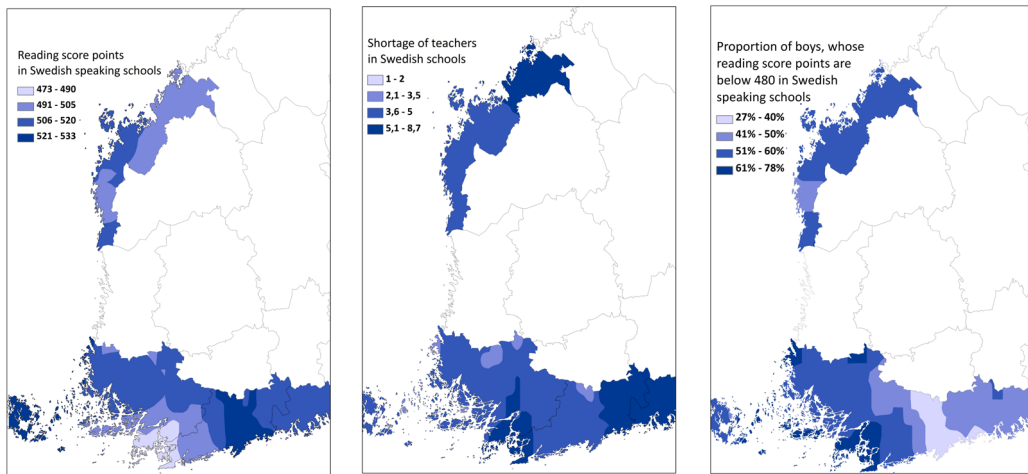 Reading score points
in Swedish speaking schools
473 - 490
491 - 505
506 - 520
521 - 533
Shortage of teachers
in Swedish schools
1 - 2
2,1 - 3,5
3,6 - 5
5,1 - 8,7
Proportion of boys, whose
reading score points are
below 480 in Swedish
speaking schools
27% - 40%
41% - 50%
51% - 60%
61% - 78%